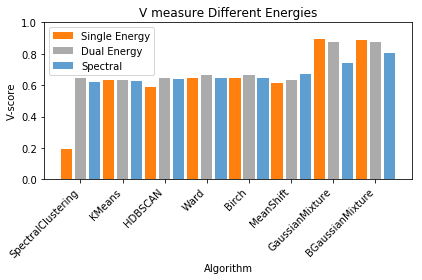 V measure Different Energies
1.0
0.8
0.6
0.4
0.2
0.0
V-score
Single Energy
Dual Energy
Spectral
SpectralClustering
KMeans
HDBSCAN
Ward
Birch
MeanShift
GaussianMixture
BGaussianMixture
Algorithm